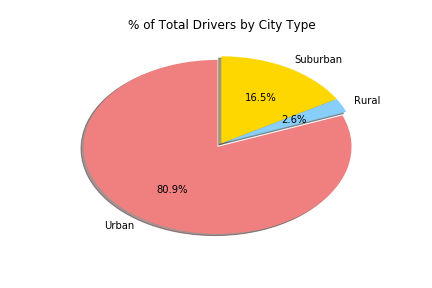 % of Total Drivers by City Type
Suburban
16.5%
Rural
2.6%
80.9%
Urban